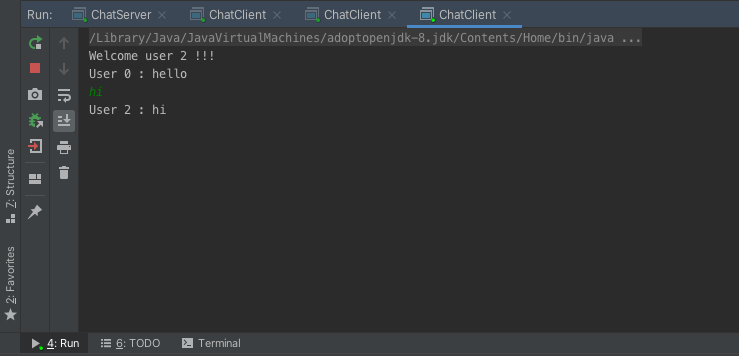 Run: ChatServer ChatClient ChatClient ChatClient
/Library/Java/JavaVirtualMachines/adoptopenjdk-8.jdk/Contents/Home/bin/java ...
Welcome user 2 !!!
User 0 : hello
hi
User 2 : hi
7: Structure
2: Favorites
4: Run 6: TODO Terminal